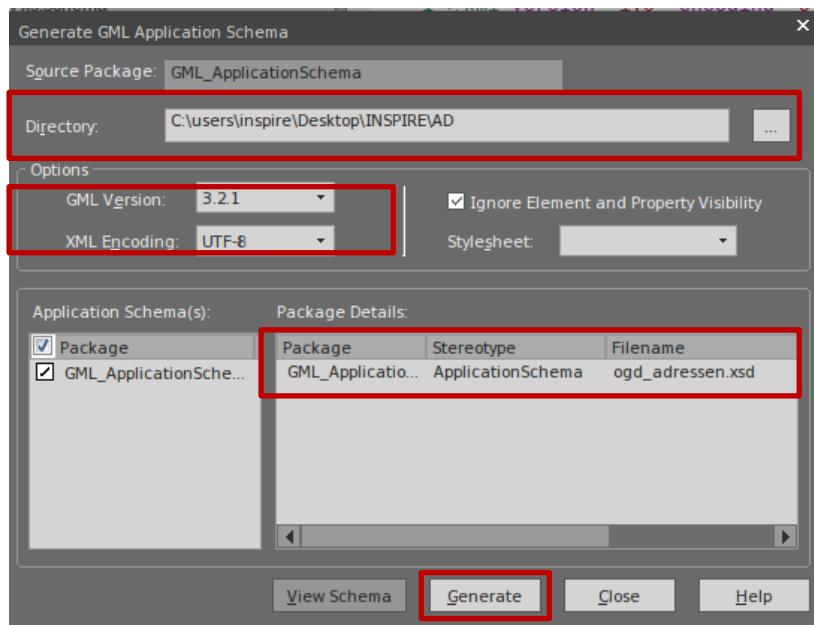 Generate GML Application Schema
Source Package: GML_ApplicationSchema
Directory: C:\users\inspire\Desktop\INSPIRE\AD ...
Options
GML Version: 3.2.1
Ignore Element and Property Visibility
XML Encoding: UTF-8
Stylesheet:
Application Schema(s): Package Details:
Package Package Stereotype Filename
GML_ApplicationSche... GML_Applicatio... ApplicationSchema ogd_adressen.xsd
View Schema Generate Close Help